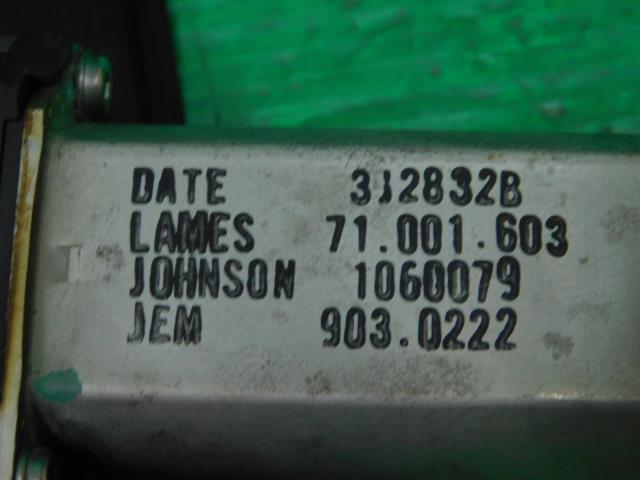 DATE 312832B
LAMES 71.001.603
JOHNSON 1060079
JEM 903.0222